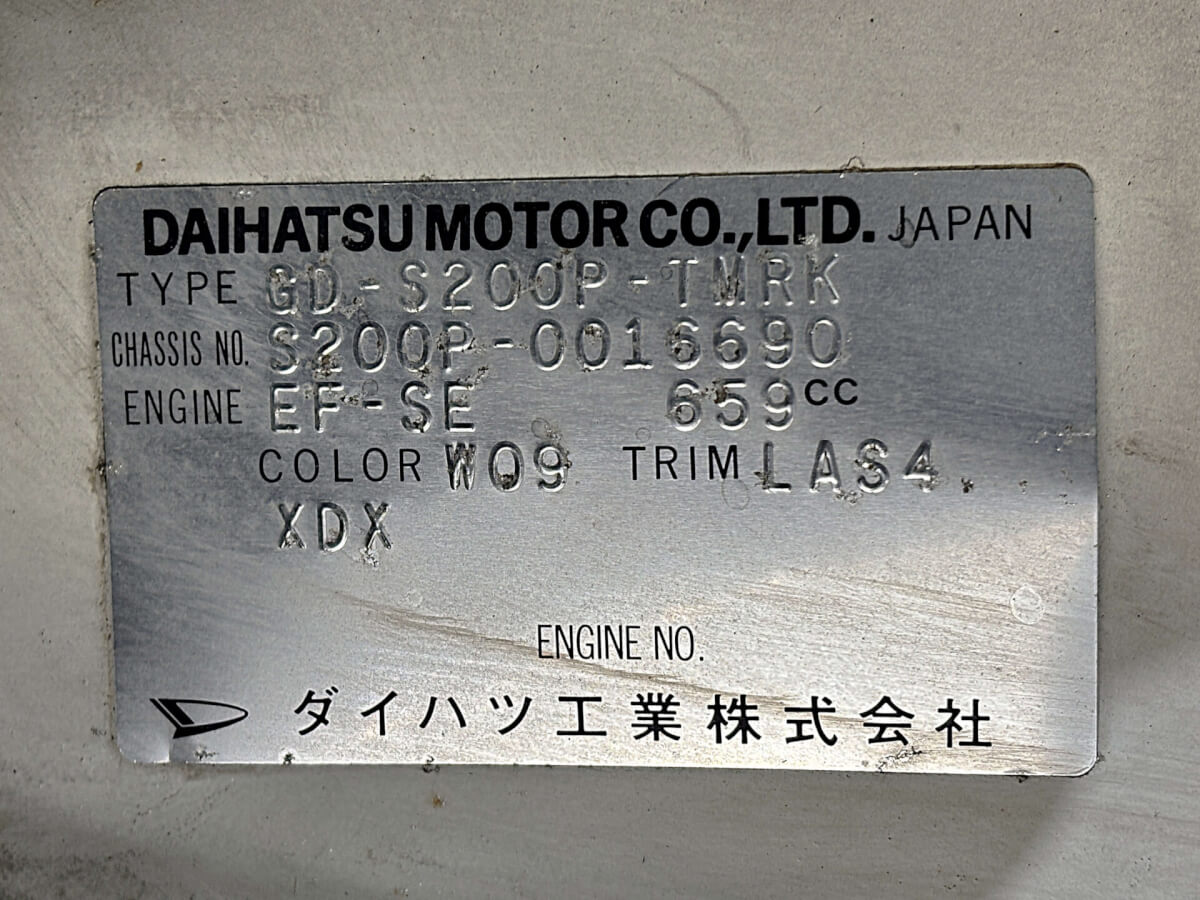 DAIHATSU MOTOR CO.,LTD. JAPAN
TYPE GD-S200P-TMRK
CHASSIS NO. S200P-0016690
ENGINE EF-SE 659cc
COLOR W09 TRIM LAS4.
XDX
ENGINE NO.
ダイハツ工業株式会社